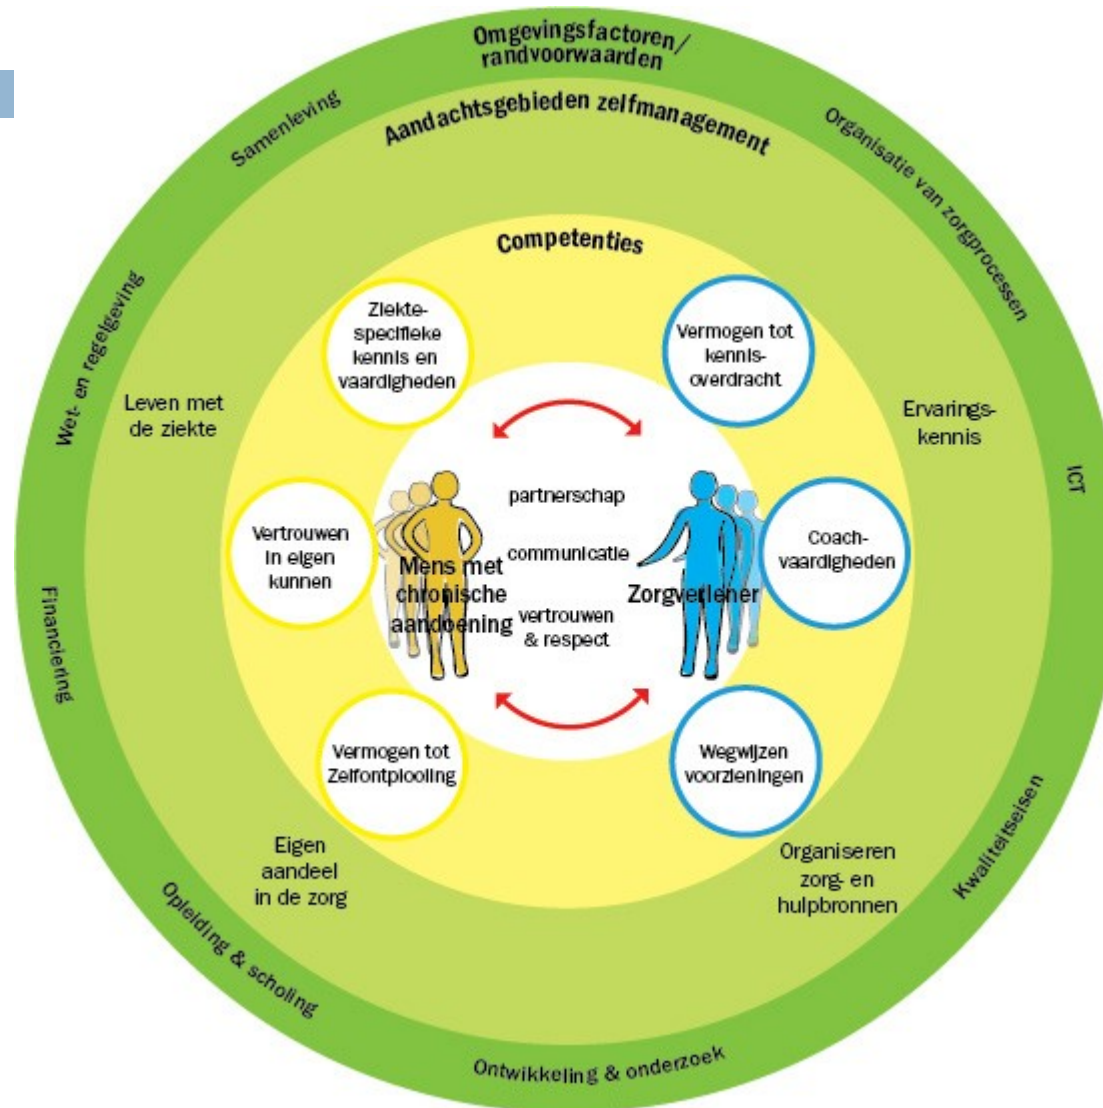 Omgevingsfactoren/
randvoorwaarden
Aandachtsgebieden zelfmanagement
Competenties
Samenleving
Organisatie van zorgprocessen
Wet- en regelgeving
ICT
Financiering
Kwaliteitseisen
Opleiding & scholing
Ontwikkeling & onderzoek
Leven met
de ziekte
Ervarings-
kennis
Eigen
aandeel
in de zorg
Organiseren
zorg- en
hulpbronnen
Ziekte-
specifieke
kennis en
vaardigheden
Vermogen tot
kennis-
overdracht
Vertrouwen
in eigen
kunnen
Coach-
vaardigheden
Vermogen tot
Zelfontplooiing
Wegwijzen
voorzieningen
partnerschap
communicatie
vertrouwen
& respect
Mens met
chronische
aandoening
Zorgverlener